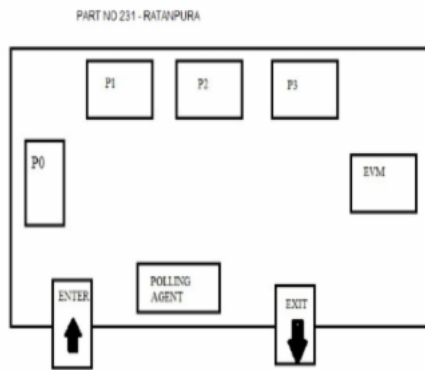 PART NO 231 - RATANPURA
P1
P2
P3
P0
EVM
POLLING
AGENT
ENTER
EXIT